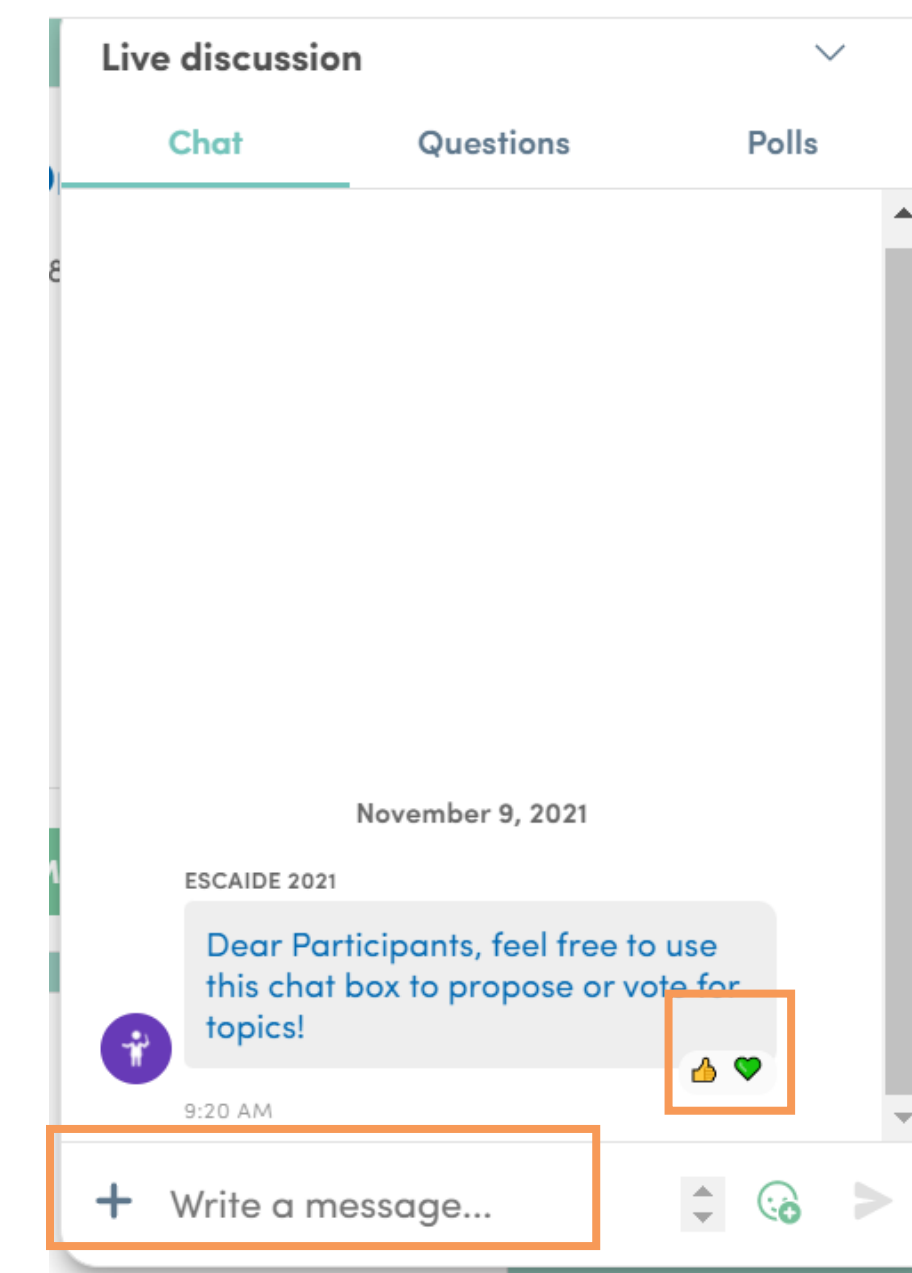 Live discussion
Chat Questions Polls
8
November 9, 2021
ESCAIDE 2021
Dear Participants, feel free to use
this chat box to propose or vote for
topics!
9:20 AM
Write a message...